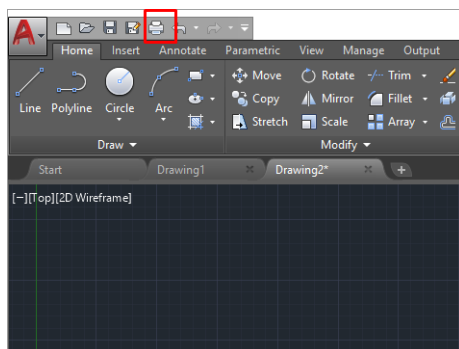 A
Home Insert Annotate Parametric View Manage Output
Line Polyline Circle Arc
Move Rotate Trim
Copy Mirror Fillet
Stretch Scale Array
Draw Modify
Start Drawing1 Drawing2*
[−][Top][2D Wireframe]